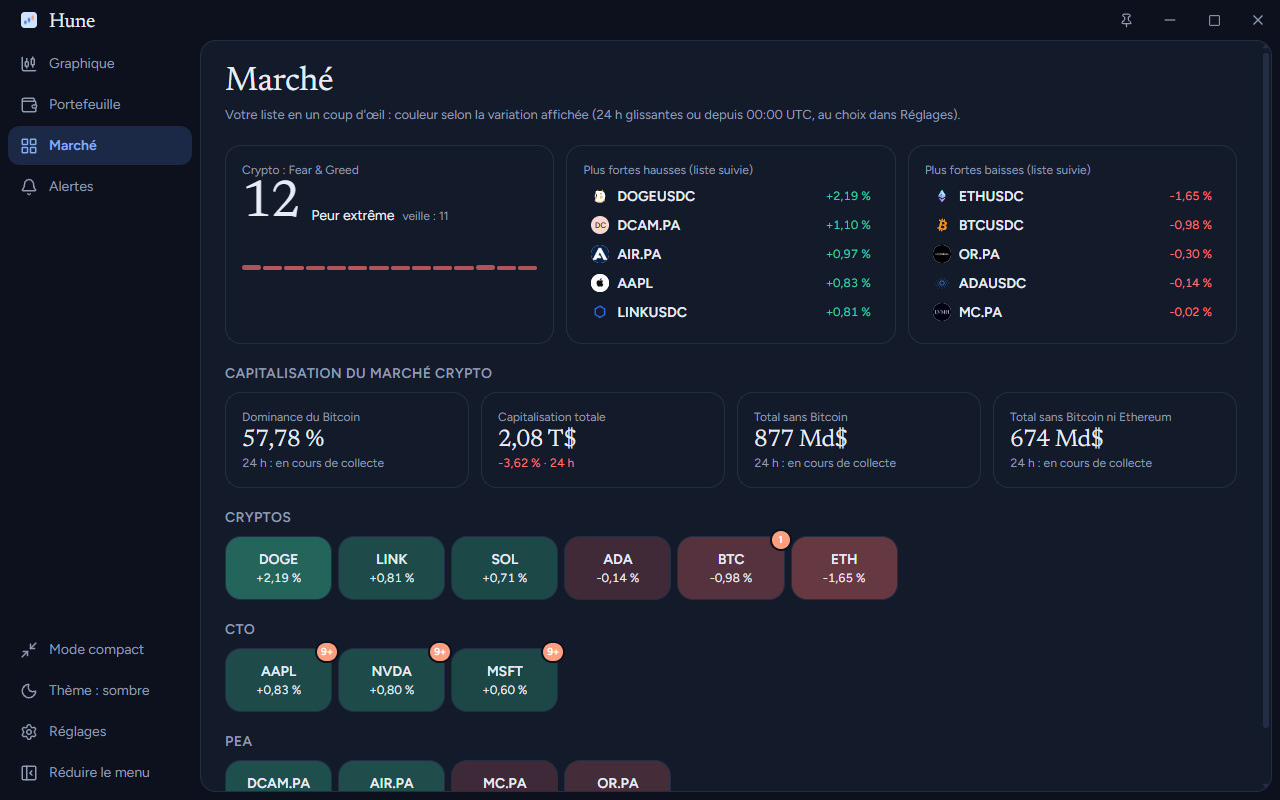 Hune
Graphique
Portefeuille
Marché
Alertes
Mode compact
Thème : sombre
Réglages
Réduire le menu
Marché
Votre liste en un coup d'œil : couleur selon la variation affichée (24 h glissantes ou depuis 00:00 UTC, au choix dans Réglages).
Crypto : Fear & Greed
12 Peur extrême veille : 11
Plus fortes hausses (liste suivie)
DOGEUSDC +2,19 %
DC DCAM.PA +1,10 %
AIR.PA +0,97 %
AAPL +0,83 %
LINKUSDC +0,81 %
Plus fortes baisses (liste suivie)
ETHUSDC -1,65 %
BTCUSDC -0,98 %
OR.PA -0,30 %
ADAUSDC -0,14 %
MC.PA -0,02 %
CAPITALISATION DU MARCHÉ CRYPTO
Dominance du Bitcoin
57,78 %
24 h : en cours de collecte
Capitalisation totale
2,08 T$
-3,62 % · 24 h
Total sans Bitcoin
877 Md$
24 h : en cours de collecte
Total sans Bitcoin ni Ethereum
674 Md$
24 h : en cours de collecte
CRYPTOS
DOGE
+2,19 %
LINK
+0,81 %
SOL
+0,71 %
ADA
-0,14 %
1
BTC
-0,98 %
ETH
-1,65 %
CTO
9+
AAPL
+0,83 %
9+
NVDA
+0,80 %
9+
MSFT
+0,60 %
PEA
DCAM.PA
AIR.PA
MC.PA
OR.PA